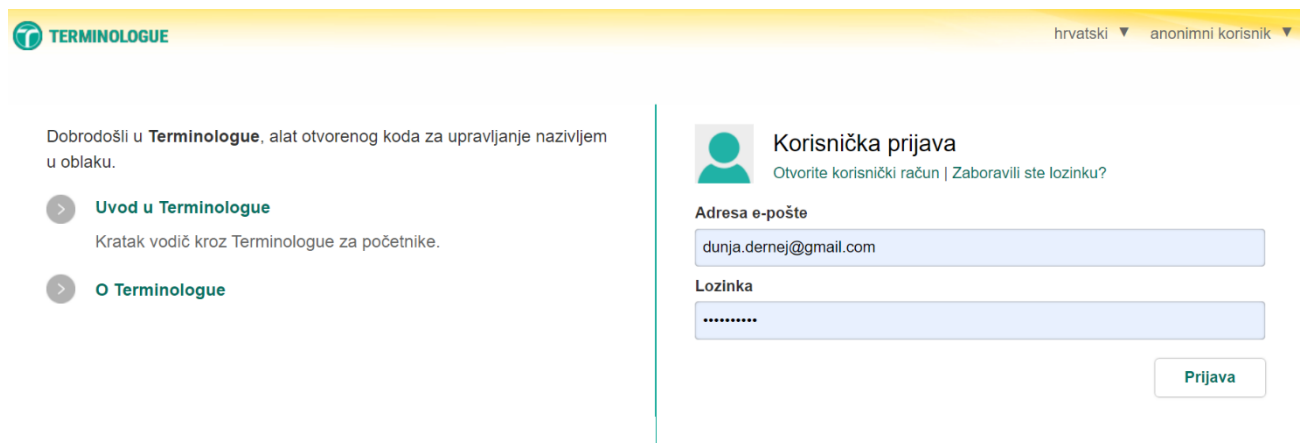 TERMINOLOGUE
hrvatski ▼ anonimni korisnik ▼
Dobrodošli u Terminologue, alat otvorenog koda za upravljanje nazivljem
u oblaku.
Uvod u Terminologue
Kratak vodič kroz Terminologue za početnike.
O Terminologue
Korisnička prijava
Otvorite korisnički račun | Zaboravili ste lozinku?
Adresa e-pošte
dunja.dernej@gmail.com
Lozinka
••••••••••
Prijava